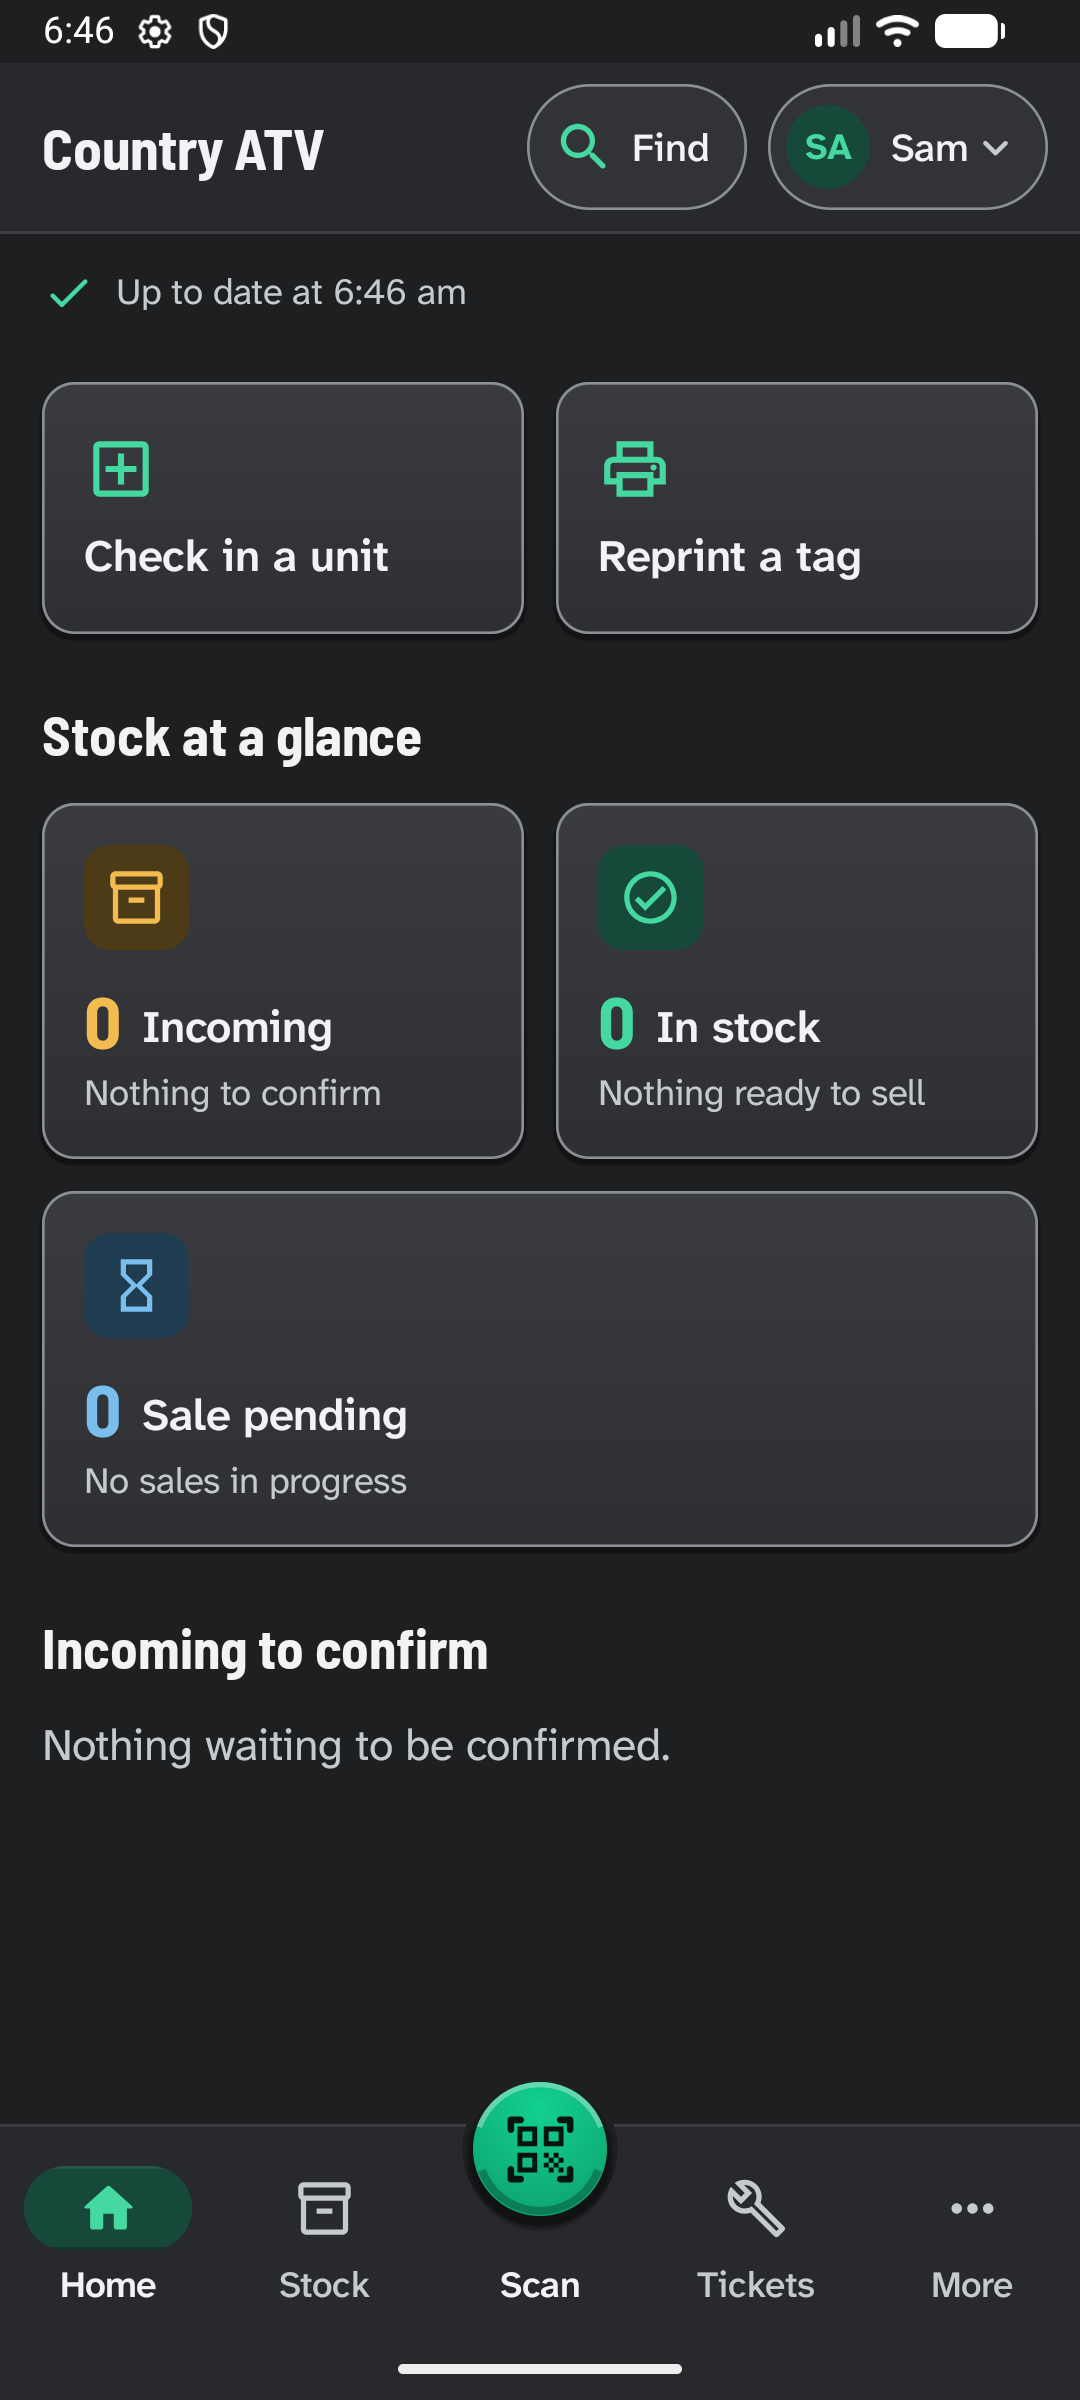 6:46
Country ATV
Find
SA
Sam
Up to date at 6:46 am
Check in a unit
Reprint a tag
Stock at a glance
0 Incoming
Nothing to confirm
0 In stock
Nothing ready to sell
0 Sale pending
No sales in progress
Incoming to confirm
Nothing waiting to be confirmed.
Home
Stock
Scan
Tickets
More